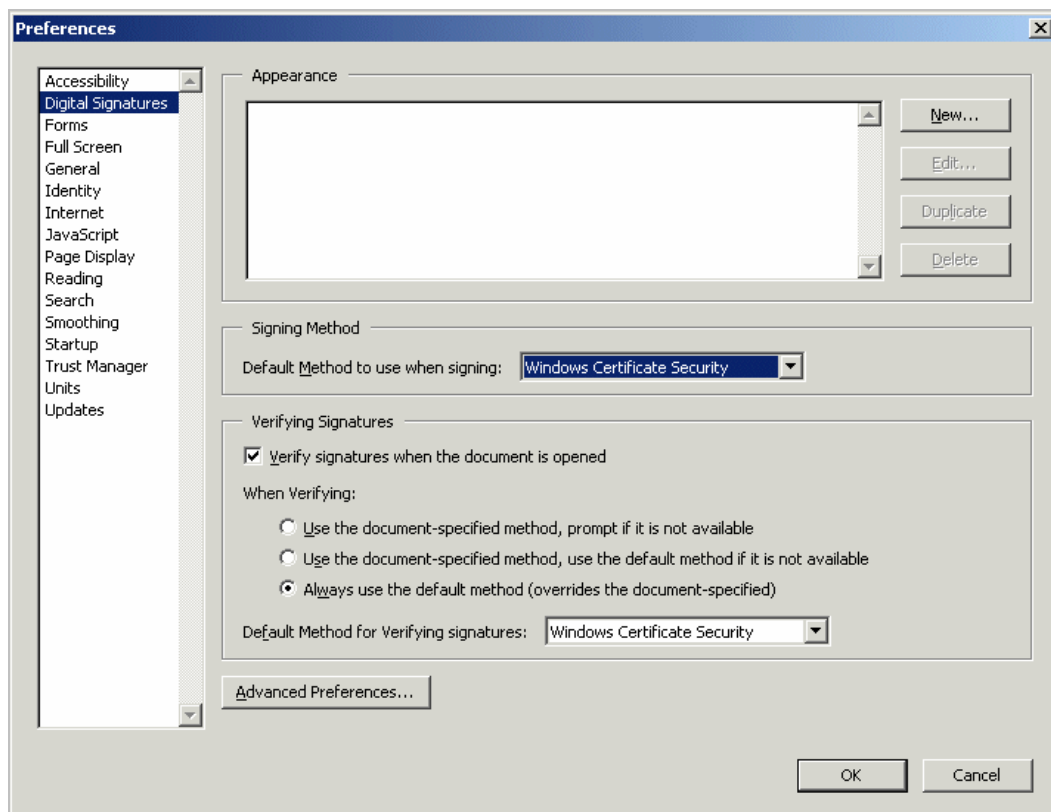 Preferences
Accessibility
Digital Signatures
Forms
Full Screen
General
Identity
Internet
JavaScript
Page Display
Reading
Search
Smoothing
Startup
Trust Manager
Units
Updates
Appearance
New...
Edit...
Duplicate
Delete
Signing Method
Default Method to use when signing: Windows Certificate Security
Verifying Signatures
Verify signatures when the document is opened
When Verifying:
Use the document-specified method, prompt if it is not available
Use the document-specified method, use the default method if it is not available
Always use the default method (overrides the document-specified)
Default Method for Verifying signatures: Windows Certificate Security
Advanced Preferences...
OK Cancel